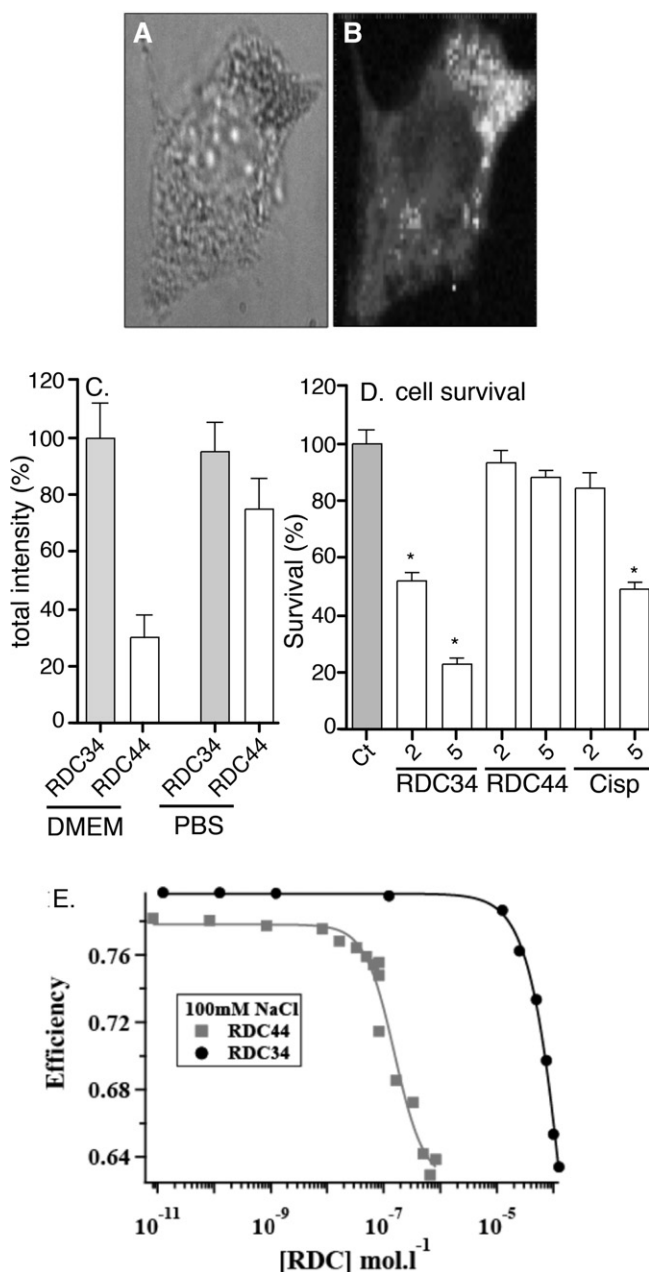 A
B
C.
total intensity (%)
120
100
80
60
40
20
0
RDC34
RDC44
RDC34
RDC44
DMEM
PBS
D. cell survival
Survival (%)
120
100
80
60
40
20
0
*
*
*
Ct
2
5
2
5
2
5
RDC34
RDC44
Cisp
E.
Efficiency
0.76
0.72
0.68
0.64
100mM NaCl
RDC44
RDC34
10⁻¹¹
10⁻⁹
10⁻⁷
10⁻⁵
[RDC] mol.l⁻¹